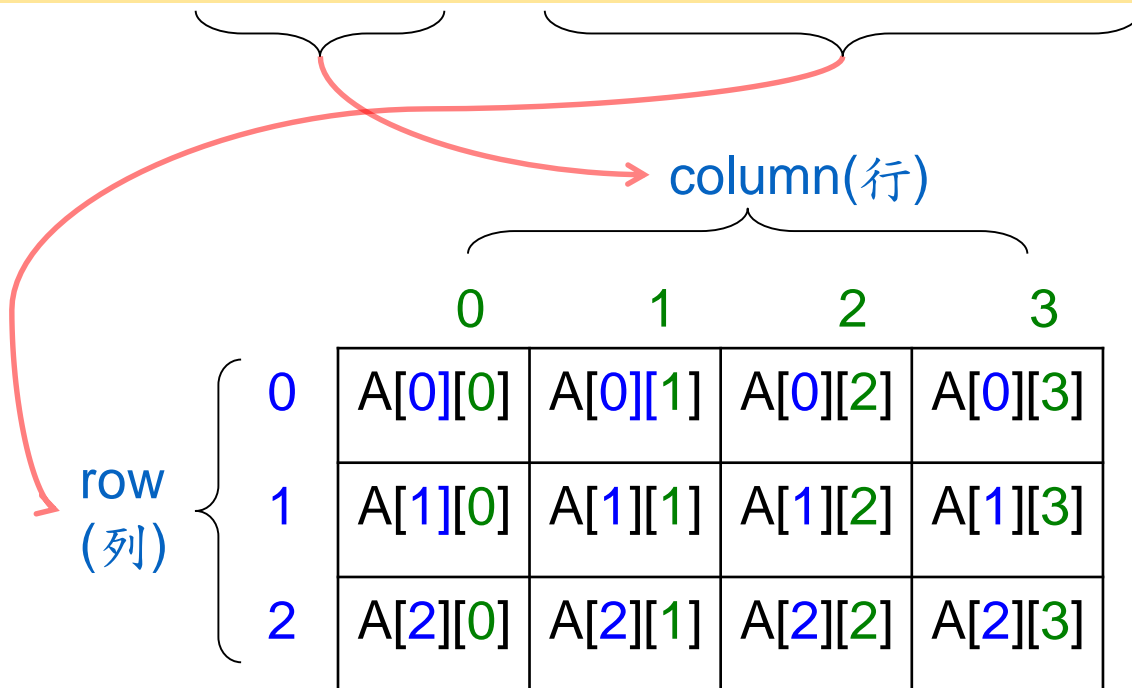 column(行)
0 1 2 3
0 A[0][0] A[0][1] A[0][2] A[0][3]
row
(列)
1 A[1][0] A[1][1] A[1][2] A[1][3]
2 A[2][0] A[2][1] A[2][2] A[2][3]